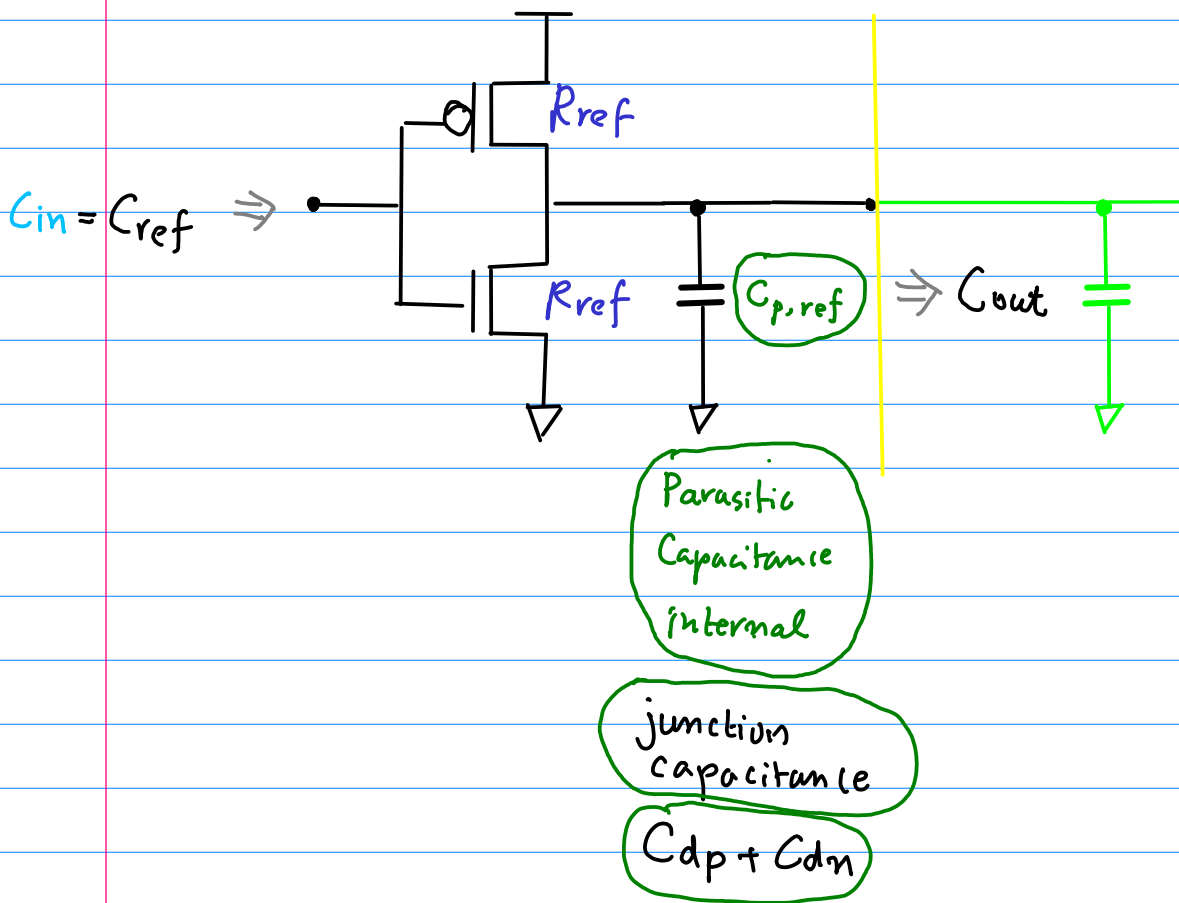 Rref
Cin = Cref ⇒
Rref
Cp,ref
⇒ Cout
Parasitic
Capacitance
internal
junction
capacitance
Cdp + Cdn